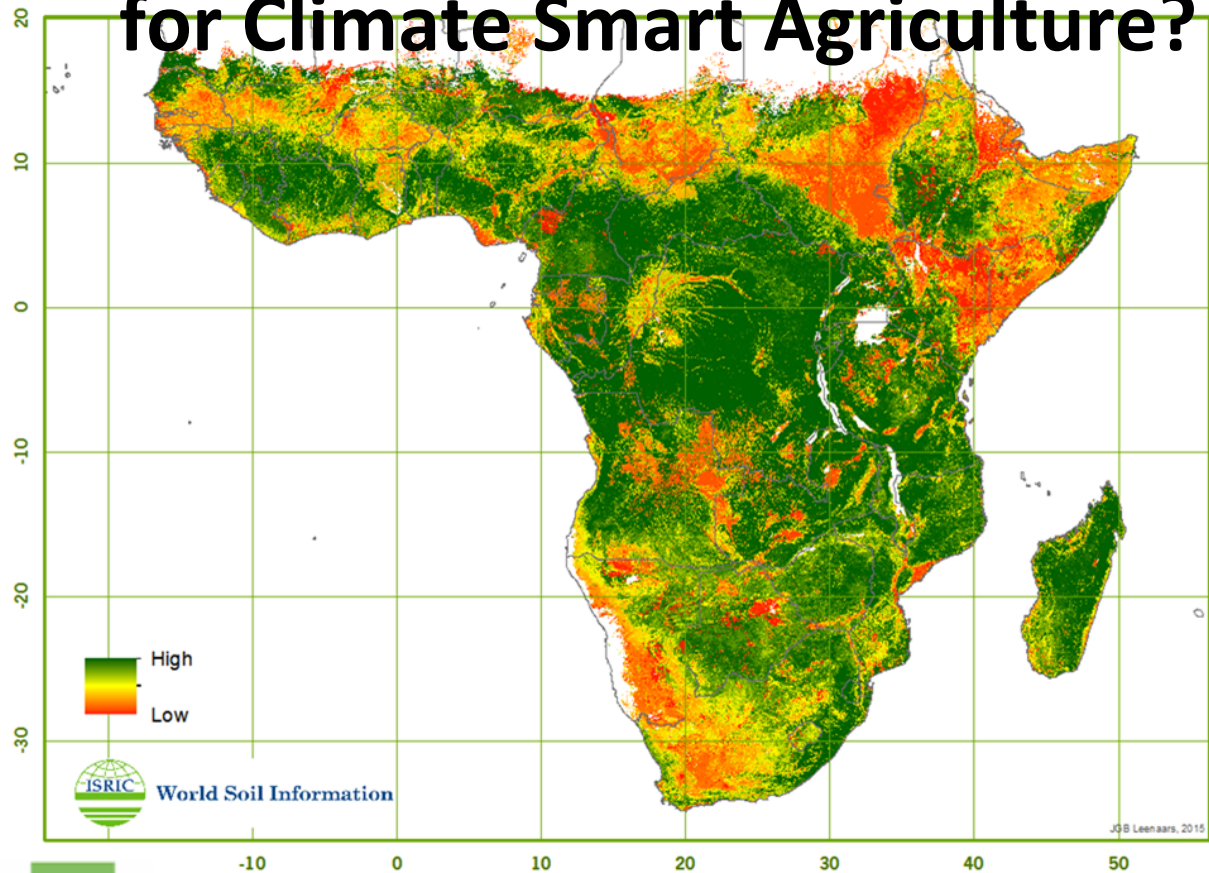 for Climate Smart Agriculture?
20
10
0
-10
-20
-30
High
Low
ISRIC
World Soil Information
JGB Leenaars, 2015
-10
0
10
20
30
40
50